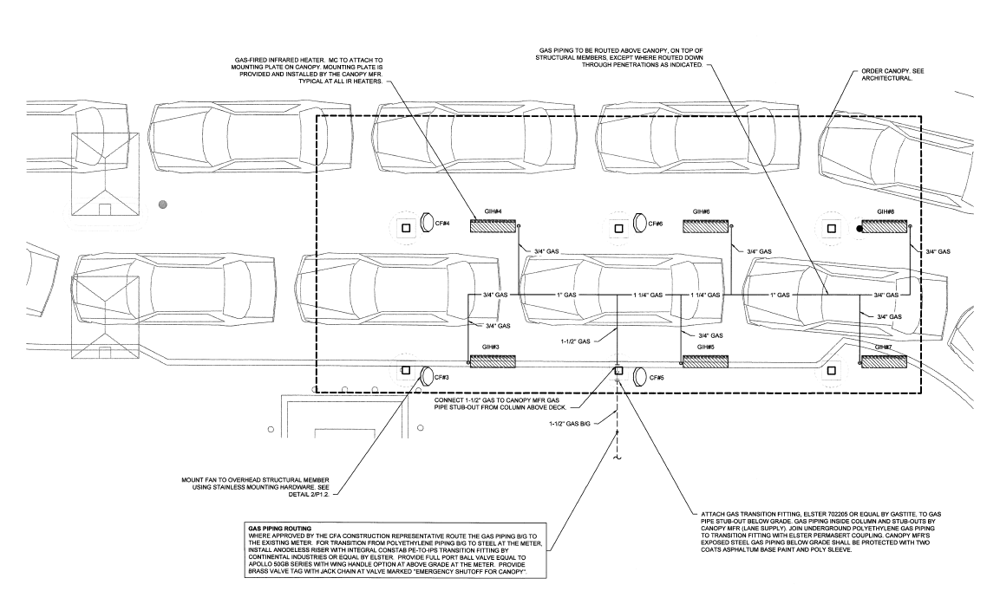 GAS-FIRED INFRARED HEATER. MC TO ATTACH TO
MOUNTING PLATE ON CANOPY. MOUNTING PLATE IS
PROVIDED AND INSTALLED BY THE CANOPY MFR.
TYPICAL AT ALL IR HEATERS.
GAS PIPING TO BE ROUTED ABOVE CANOPY, ON TOP OF
STRUCTURAL MEMBERS, EXCEPT WHERE ROUTED DOWN
THROUGH PENETRATIONS AS INDICATED.
ORDER CANOPY. SEE
ARCHITECTURAL.
GIH#4
GIH#6
GIH#8
CF#4
CF#6
3/4" GAS
3/4" GAS
3/4" GAS
3/4" GAS
1" GAS
1 1/4" GAS
1 1/4" GAS
1" GAS
3/4" GAS
3/4" GAS
3/4" GAS
3/4" GAS
1-1/2" GAS
GIH#3
GIH#5
GIH#7
CF#3
CF#5
CONNECT 1-1/2" GAS TO CANOPY MFR GAS
PIPE STUB-OUT FROM COLUMN ABOVE DECK.
1-1/2" GAS B/G
MOUNT FAN TO OVERHEAD STRUCTURAL MEMBER
USING STAINLESS MOUNTING HARDWARE. SEE
DETAIL 2/P1.2.
ATTACH GAS TRANSITION FITTING, ELSTER 702205 OR EQUAL BY GASTITE, TO GAS
PIPE STUB-OUT BELOW GRADE. GAS PIPING INSIDE COLUMN AND STUB-OUTS BY
CANOPY MFR (LANE SUPPLY). JOIN UNDERGROUND POLYETHYLENE GAS PIPING
TO TRANSITION FITTING WITH ELSTER PERMASERT COUPLING. CANOPY MFR'S
EXPOSED STEEL GAS PIPING BELOW GRADE SHALL BE PROTECTED WITH TWO
COATS ASPHALTUM BASE PAINT AND POLY SLEEVE.
GAS PIPING ROUTING
WHERE APPROVED BY THE CFA CONSTRUCTION REPRESENTATIVE ROUTE THE GAS PIPING B/G TO
THE EXISTING METER. FOR TRANSITION FROM POLYETHYLENE PIPING B/G TO STEEL AT THE METER,
INSTALL ANODELESS RISER WITH INTEGRAL CONSTAB PE-TO-IPS TRANSITION FITTING BY
CONTINENTAL INDUSTRIES OR EQUAL BY ELSTER. PROVIDE FULL PORT BALL VALVE EQUAL TO
APOLLO 50GB SERIES WITH WING HANDLE OPTION AT ABOVE GRADE AT THE METER. PROVIDE
BRASS VALVE TAG WITH JACK CHAIN AT VALVE MARKED "EMERGENCY SHUTOFF FOR CANOPY".